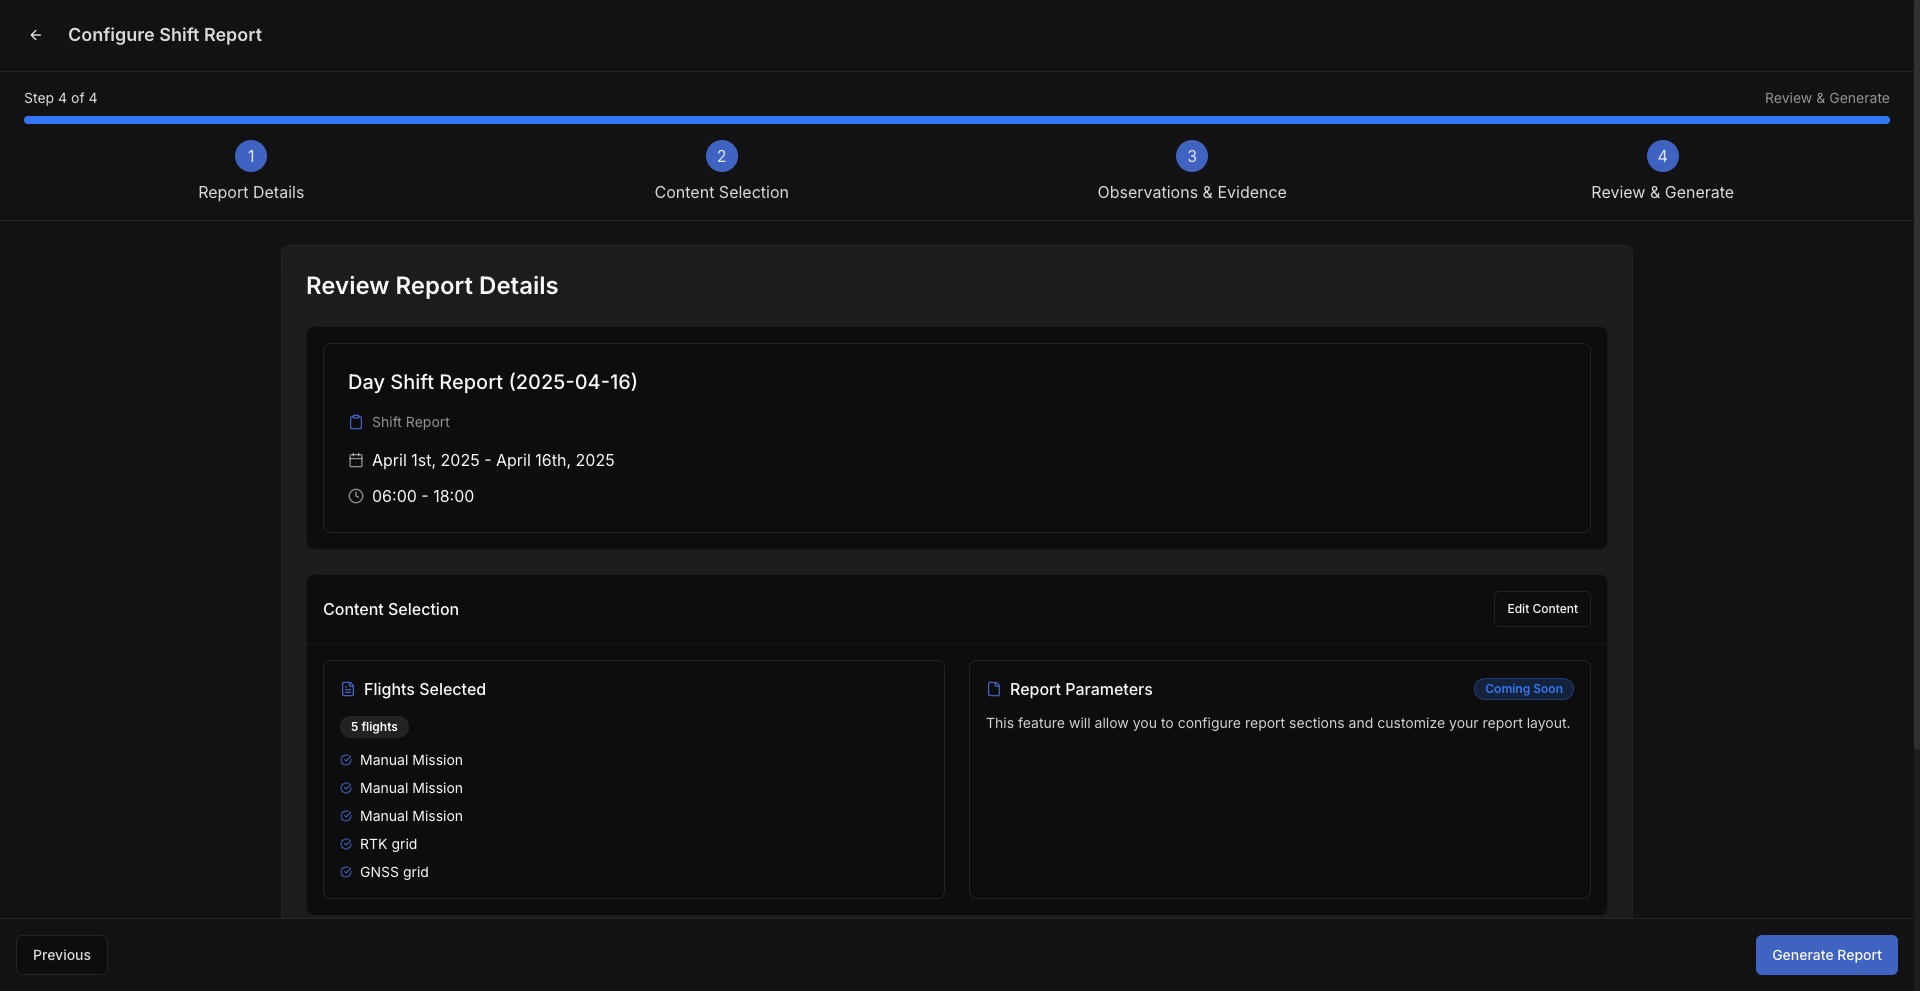 Configure Shift Report
Step 4 of 4
Review & Generate
1
2
3
4
Report Details
Content Selection
Observations & Evidence
Review & Generate
Review Report Details
Day Shift Report (2025-04-16)
Shift Report
April 1st, 2025 - April 16th, 2025
06:00 - 18:00
Content Selection
Edit Content
Flights Selected
5 flights
Manual Mission
Manual Mission
Manual Mission
RTK grid
GNSS grid
Report Parameters
Coming Soon
This feature will allow you to configure report sections and customize your report layout.
Previous
Generate Report